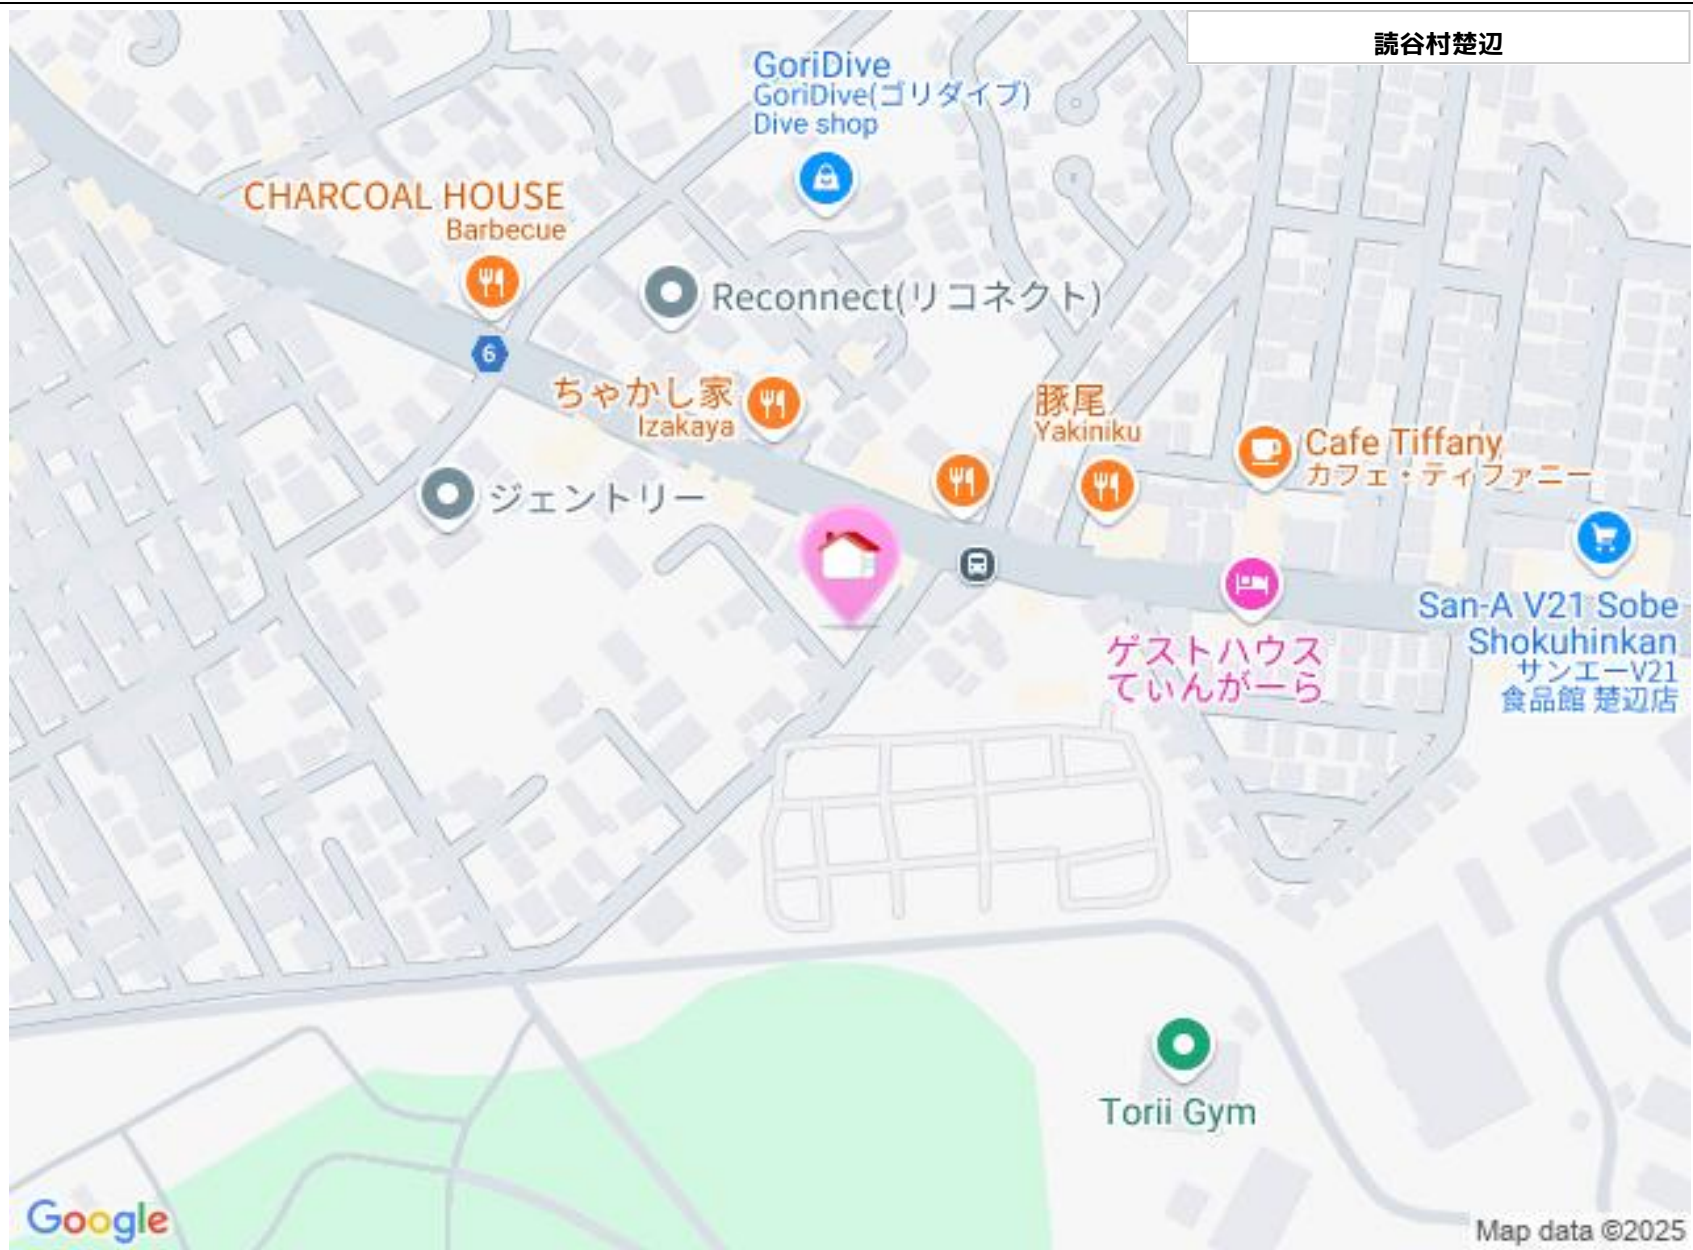 読谷村楚辺
GoriDive
GoriDive(ゴリダイブ)
Dive shop
CHARCOAL HOUSE
Barbecue
Reconnect(リコネクト)
6
ちゃかし家
Izakaya
豚尾
Yakiniku
Cafe Tiffany
カフェ・ティファニー
ジェントリー
San-A V21 Sobe
Shokuhinkan
サンエーV21
食品館 楚辺店
ゲストハウス
てぃんがーら
Torii Gym
Google
Map data ©2025